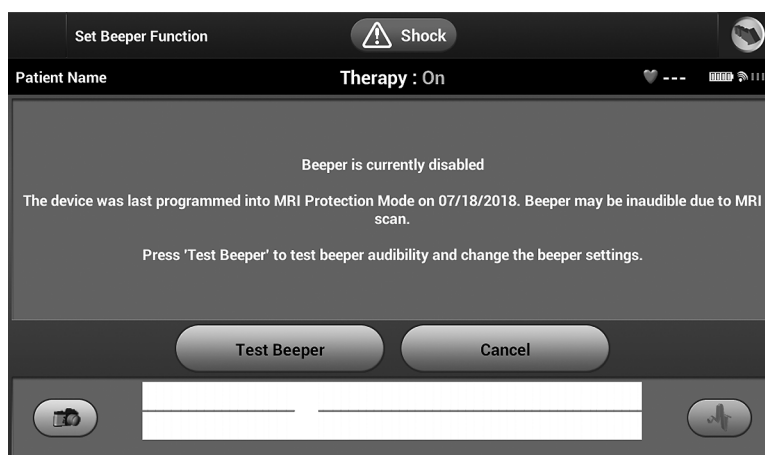 Set Beeper Function
Shock
Patient Name
Therapy : On
---
Beeper is currently disabled
The device was last programmed into MRI Protection Mode on 07/18/2018. Beeper may be inaudible due to MRI
scan.
Press 'Test Beeper' to test beeper audibility and change the beeper settings.
Test Beeper
Cancel